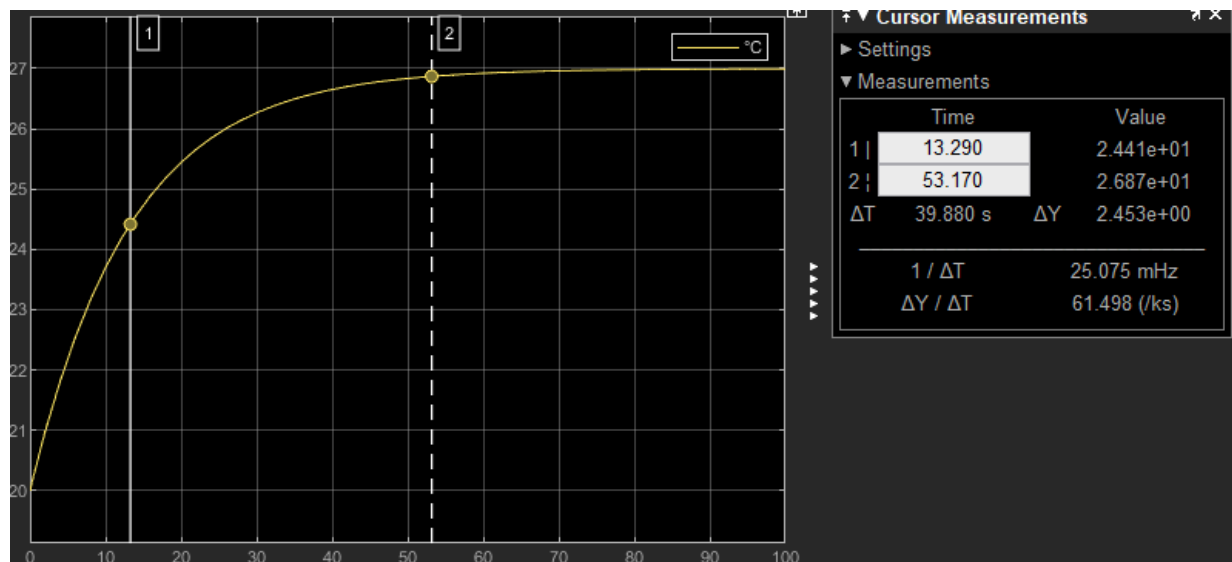 1
2
°C
27
26
25
24
23
22
21
20
0 10 20 30 40 50 60 70 80 90 100
Cursor Measurements
Settings
Measurements
Time Value
1 | 13.290 2.441e+01
2 ¦ 53.170 2.687e+01
ΔT 39.880 s ΔY 2.453e+00
1 / ΔT 25.075 mHz
ΔY / ΔT 61.498 (/ks)